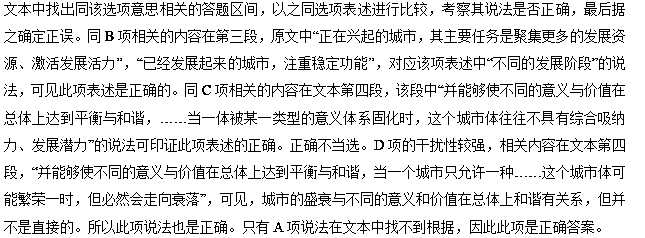 文本中找出同该选项意思相关的答题区间，以之同选项表述进行比较，考察其说法是否正确，最后据
之确定正误。同 B 项相关的内容在第三段，原文中“正在兴起的城市，其主要任务是聚集更多的发展资
源、激活发展活力”，“已经发展起来的城市，注重稳定功能”，对应该项表述中“不同的发展阶段”的说
法，可见此项表述是正确的。同 C 项相关的内容在文本第四段，该段中“并能够使不同的意义与价值在
总体上达到平衡与和谐，……当一体被某一类型的意义体系固化时，这个城市体往往不具有综合吸纳
力、发展潜力”的说法可印证此项表述的正确。正确不当选。D 项的干扰性较强，相关内容在文本第四
段，“并能够使不同的意义与价值在总体上达到平衡与和谐，当一个城市只允许一种……这个城市体可
能繁荣一时，但必然会走向衰落”，可见，城市的盛衰与不同的意义和价值在总体上和谐有关系，但并
不是直接的。所以此项说法也是正确。只有 A 项说法在文本中找不到根据，因此此项是正确答案。